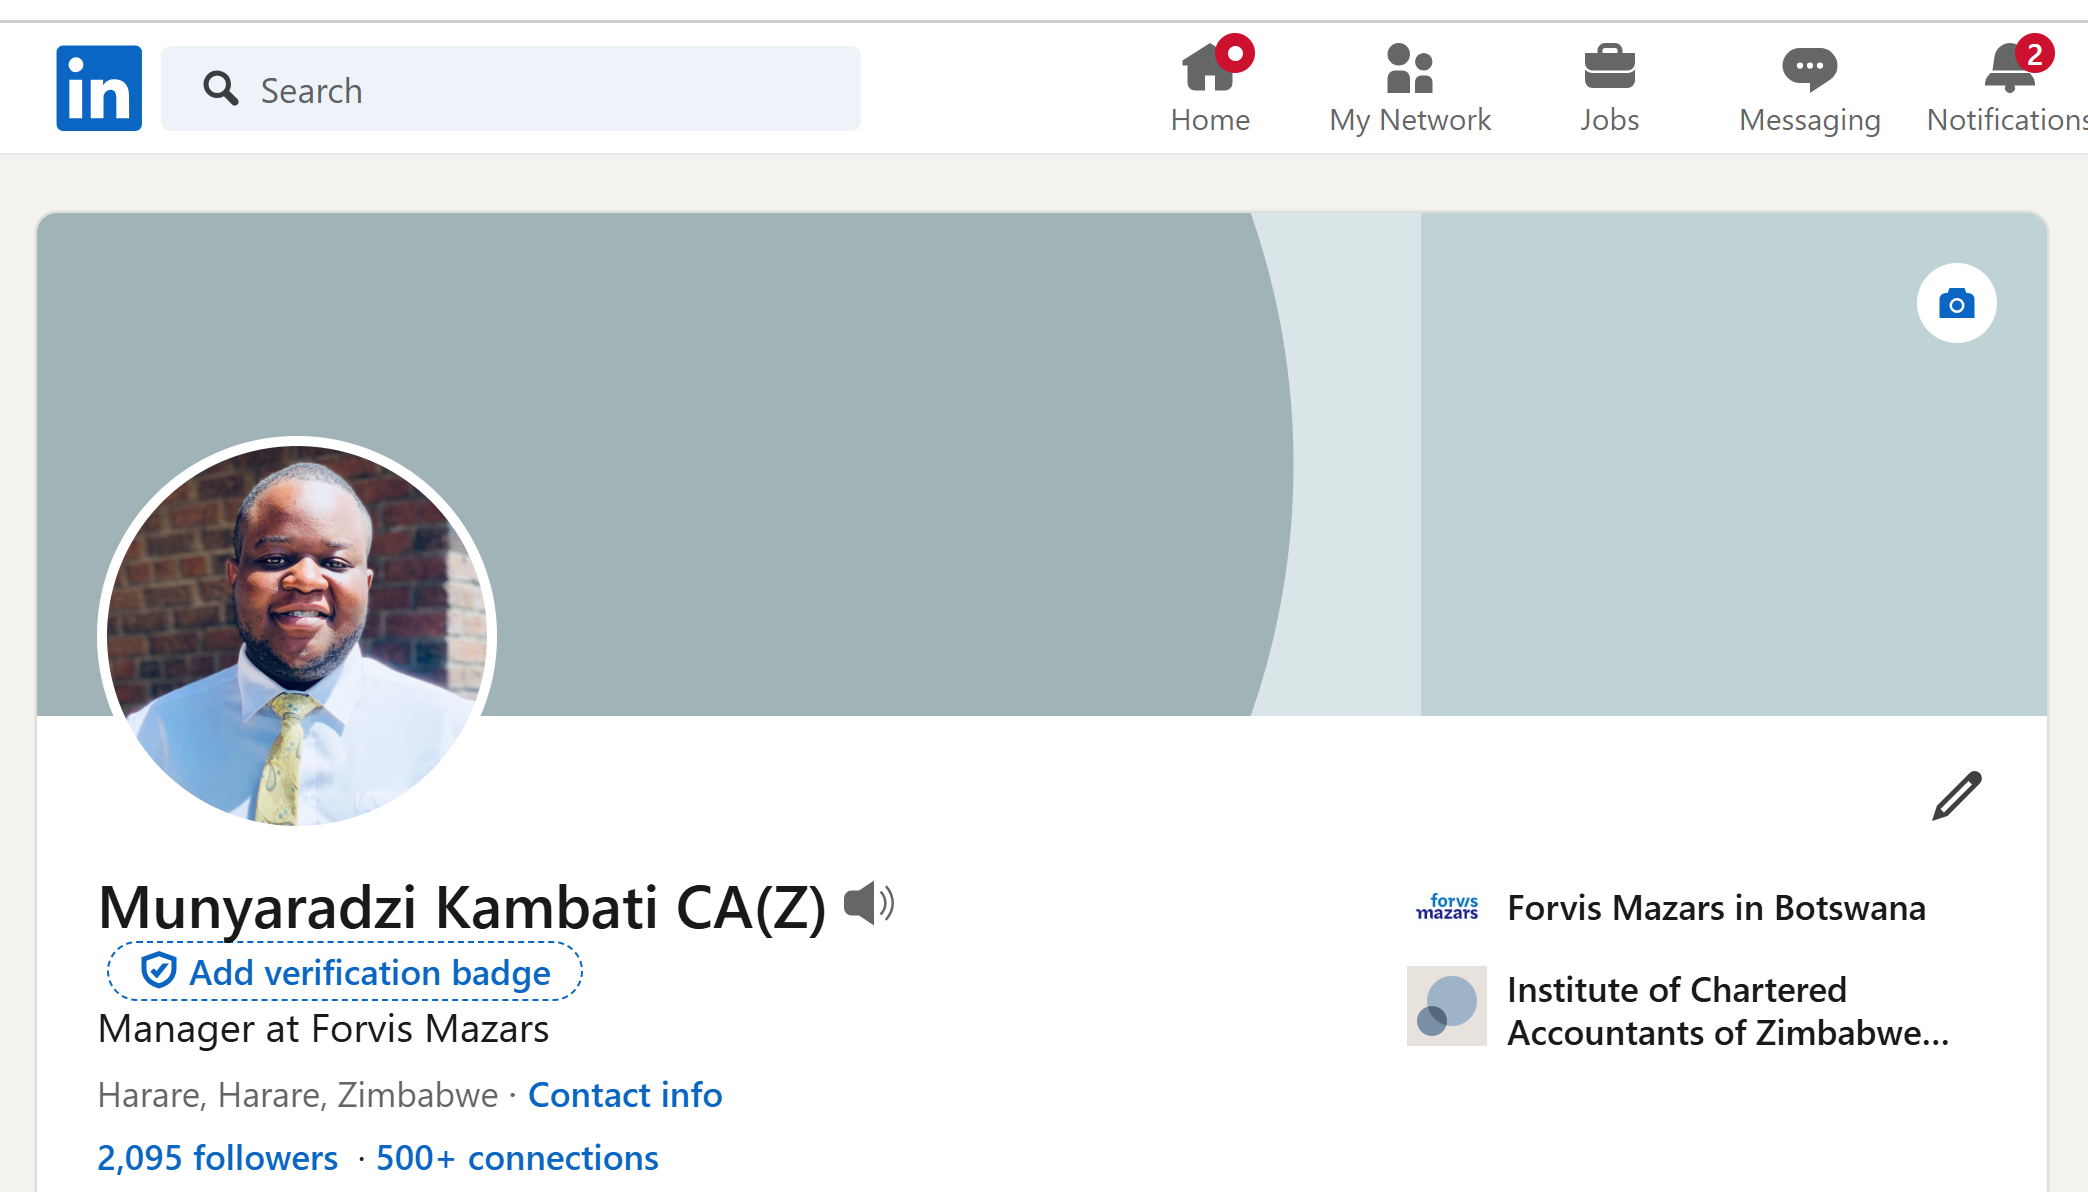 in
Search
Home
My Network
Jobs
Messaging
2
Notifications
Munyaradzi Kambati CA(Z)
Add verification badge
Manager at Forvis Mazars
Harare, Harare, Zimbabwe · Contact info
2,095 followers · 500+ connections
forvis
mazars
Forvis Mazars in Botswana
Institute of Chartered
Accountants of Zimbabwe...